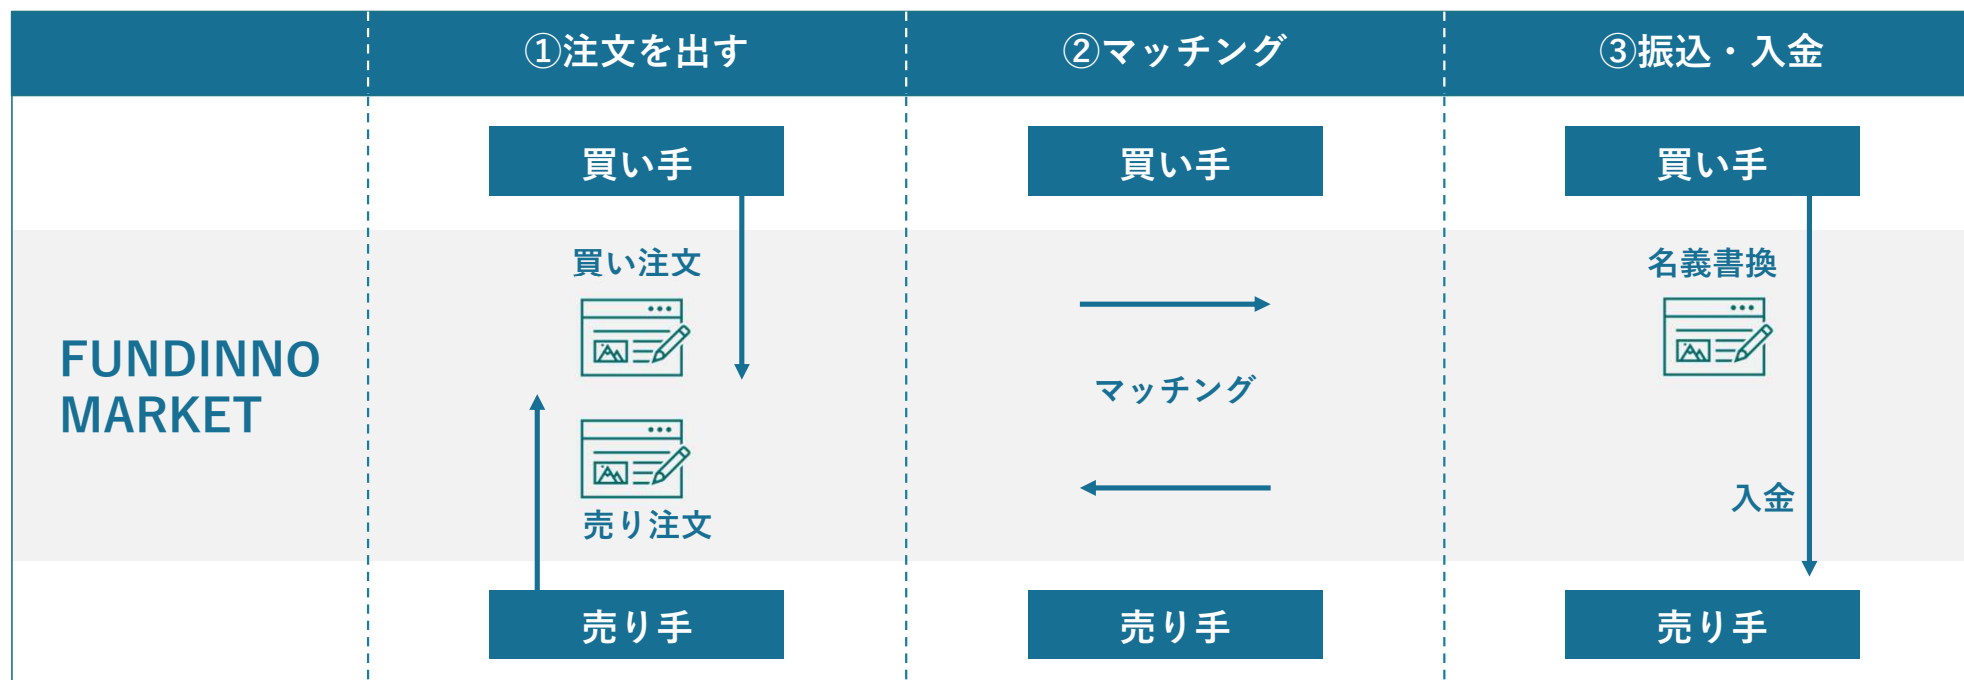 ①注文を出す
②マッチング
③振込・入金
買い手
買い手
買い手
買い注文
名義書換
FUNDINNO
MARKET
マッチング
入金
売り注文
売り手
売り手
売り手